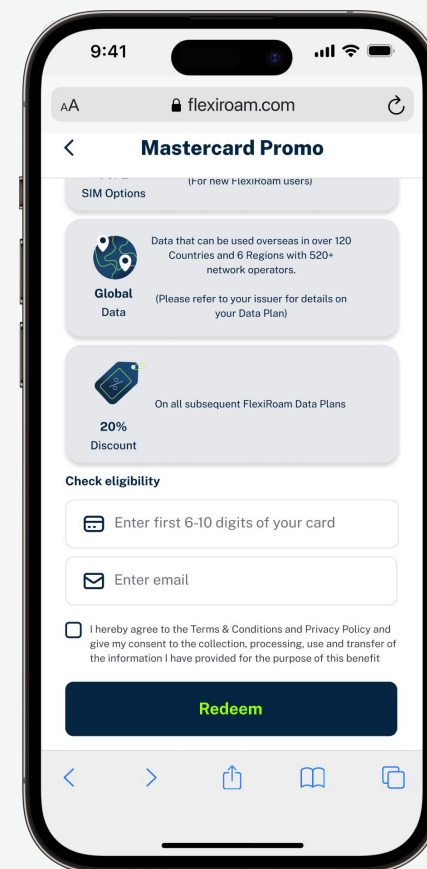 9:41
AA
flexiroam.com
Mastercard Promo
SIM Options
(For new FlexiRoam users)
Data that can be used overseas in over 120
Countries and 6 Regions with 520+
network operators.
Global
Data
(Please refer to your issuer for details on
your Data Plan)
%
On all subsequent FlexiRoam Data Plans
20%
Discount
Check eligibility
Enter first 6-10 digits of your card
Enter email
I hereby agree to the Terms & Conditions and Privacy Policy and
give my consent to the collection, processing, use and transfer of
the information I have provided for the purpose of this benefit
Redeem